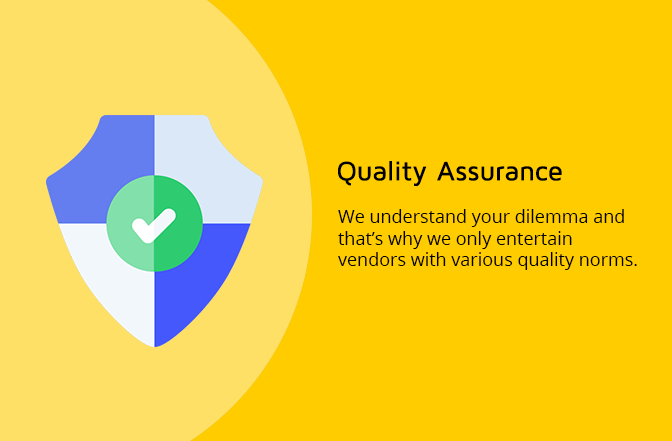 Quality Assurance
We understand your dilemma and
that's why we only entertain
vendors with various quality norms.